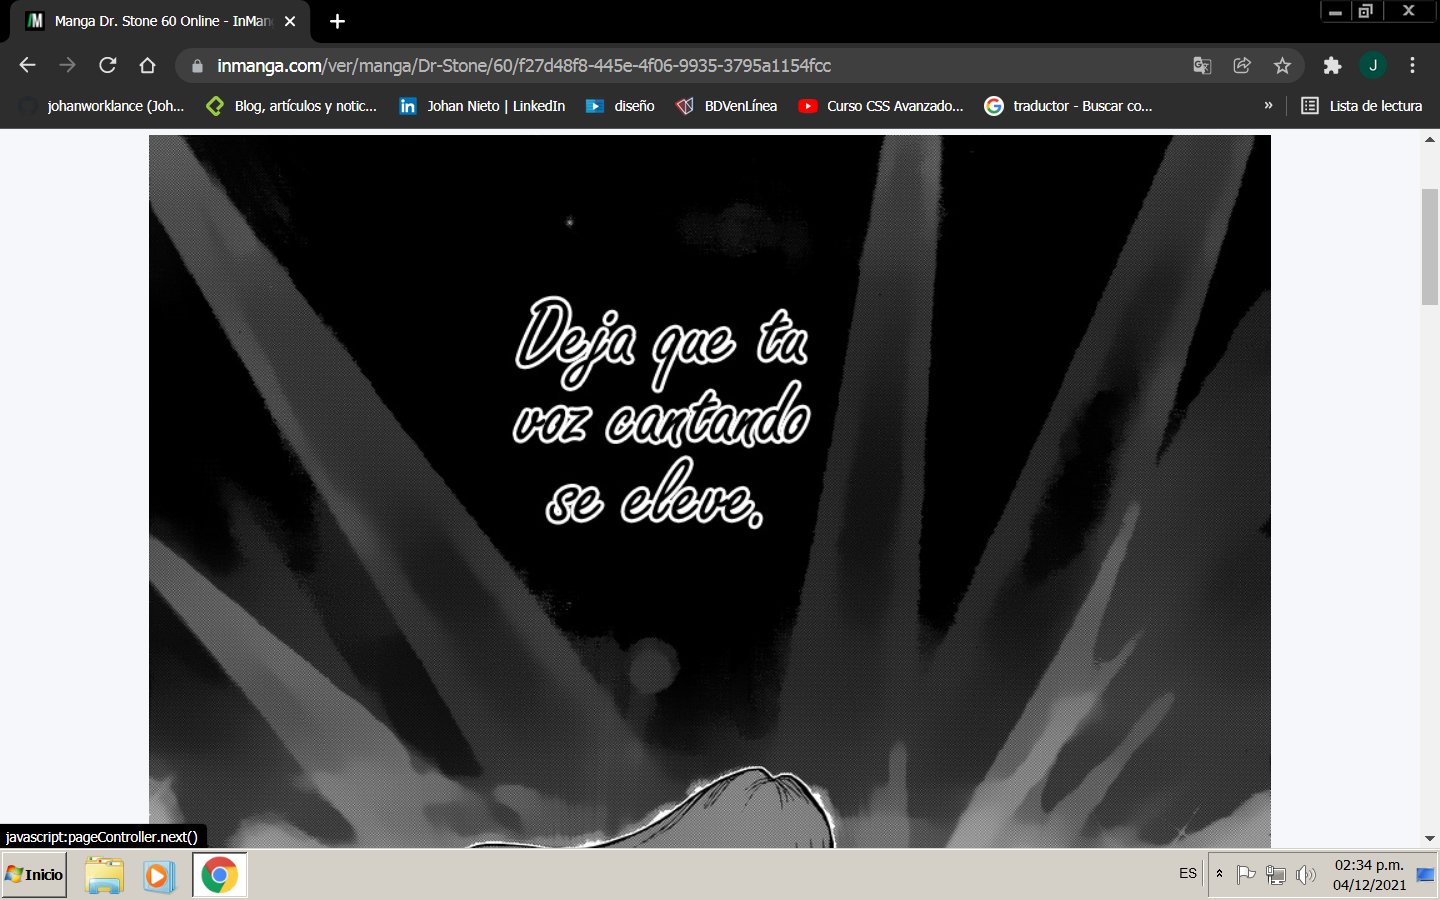 Manga Dr. Stone 60 Online - InMan
inmanga.com/ver/manga/Dr-Stone/60/f27d48f8-445e-4f06-9935-3795a1154fcc
J
johanworklance (Joh...
Blog, artículos y notic...
Johan Nieto | LinkedIn
diseño
BDVenLínea
Curso CSS Avanzado...
traductor - Buscar co...
»
Lista de lectura
Deja que tu
voz cantando
se eleve.
javascript:pageController.next()
Inicio
ES
02:34 p.m.
04/12/2021